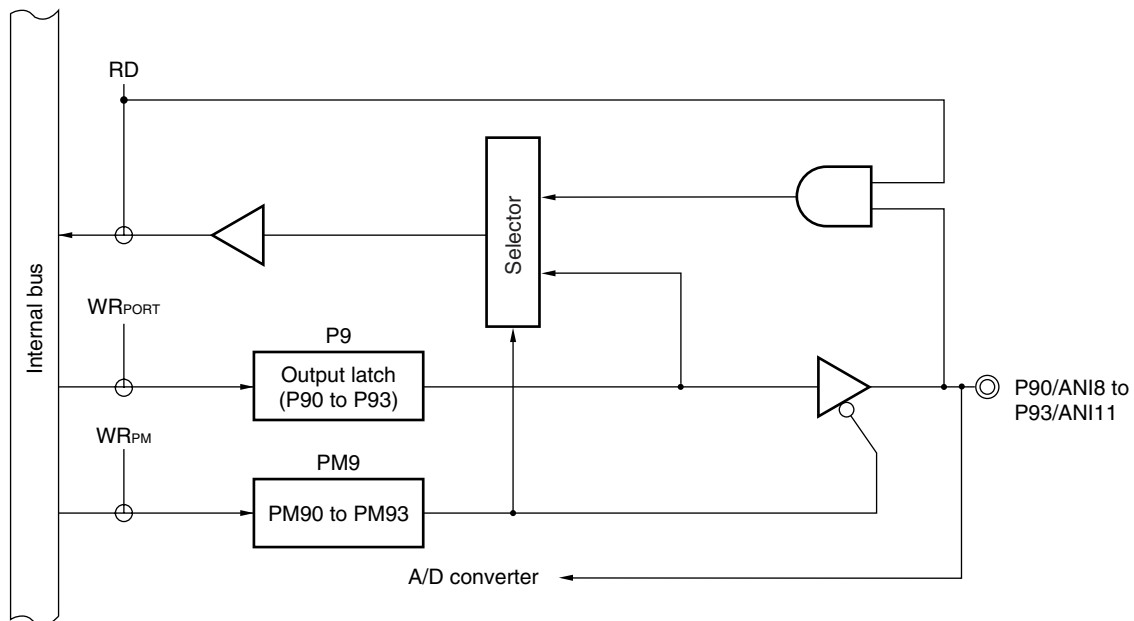 RD
Selector
Internal bus
WRPORT
P9
Output latch
(P90 to P93)
P90/ANI8 to
P93/ANI11
WRPM
PM9
PM90 to PM93
A/D converter